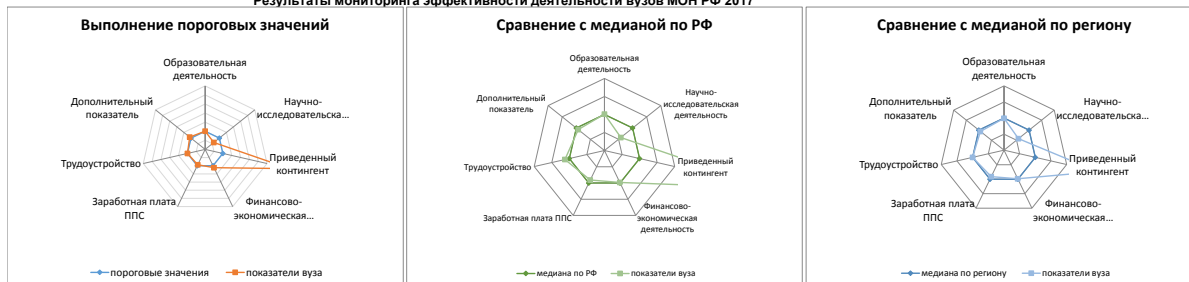 Результаты мониторинга эффективности деятельности вузов МОН РФ 2017
Выполнение пороговых значений
Образовательная
деятельность
Научно-
исследовательска...
Приведенный
контингент
Финансово-
экономическая...
Заработная плата
ППС
Трудоустройство
Дополнительный
показатель
пороговые значения
показатели вуза
Сравнение с медианой по РФ
Образовательная
деятельность
Научно-
исследовательская
деятельность
Приведенный
контингент
Финансово-
экономическая
деятельность
Заработная плата ППС
Трудоустройство
Дополнительный
показатель
медиана по РФ
показатели вуза
Сравнение с медианой по региону
Образовательная
деятельность
Научно-
исследовательска...
Приведенный
контингент
Финансово-
экономическая...
Заработная плата
ППС
Трудоустройство
Дополнительный
показатель
медиана по региону
показатели вуза